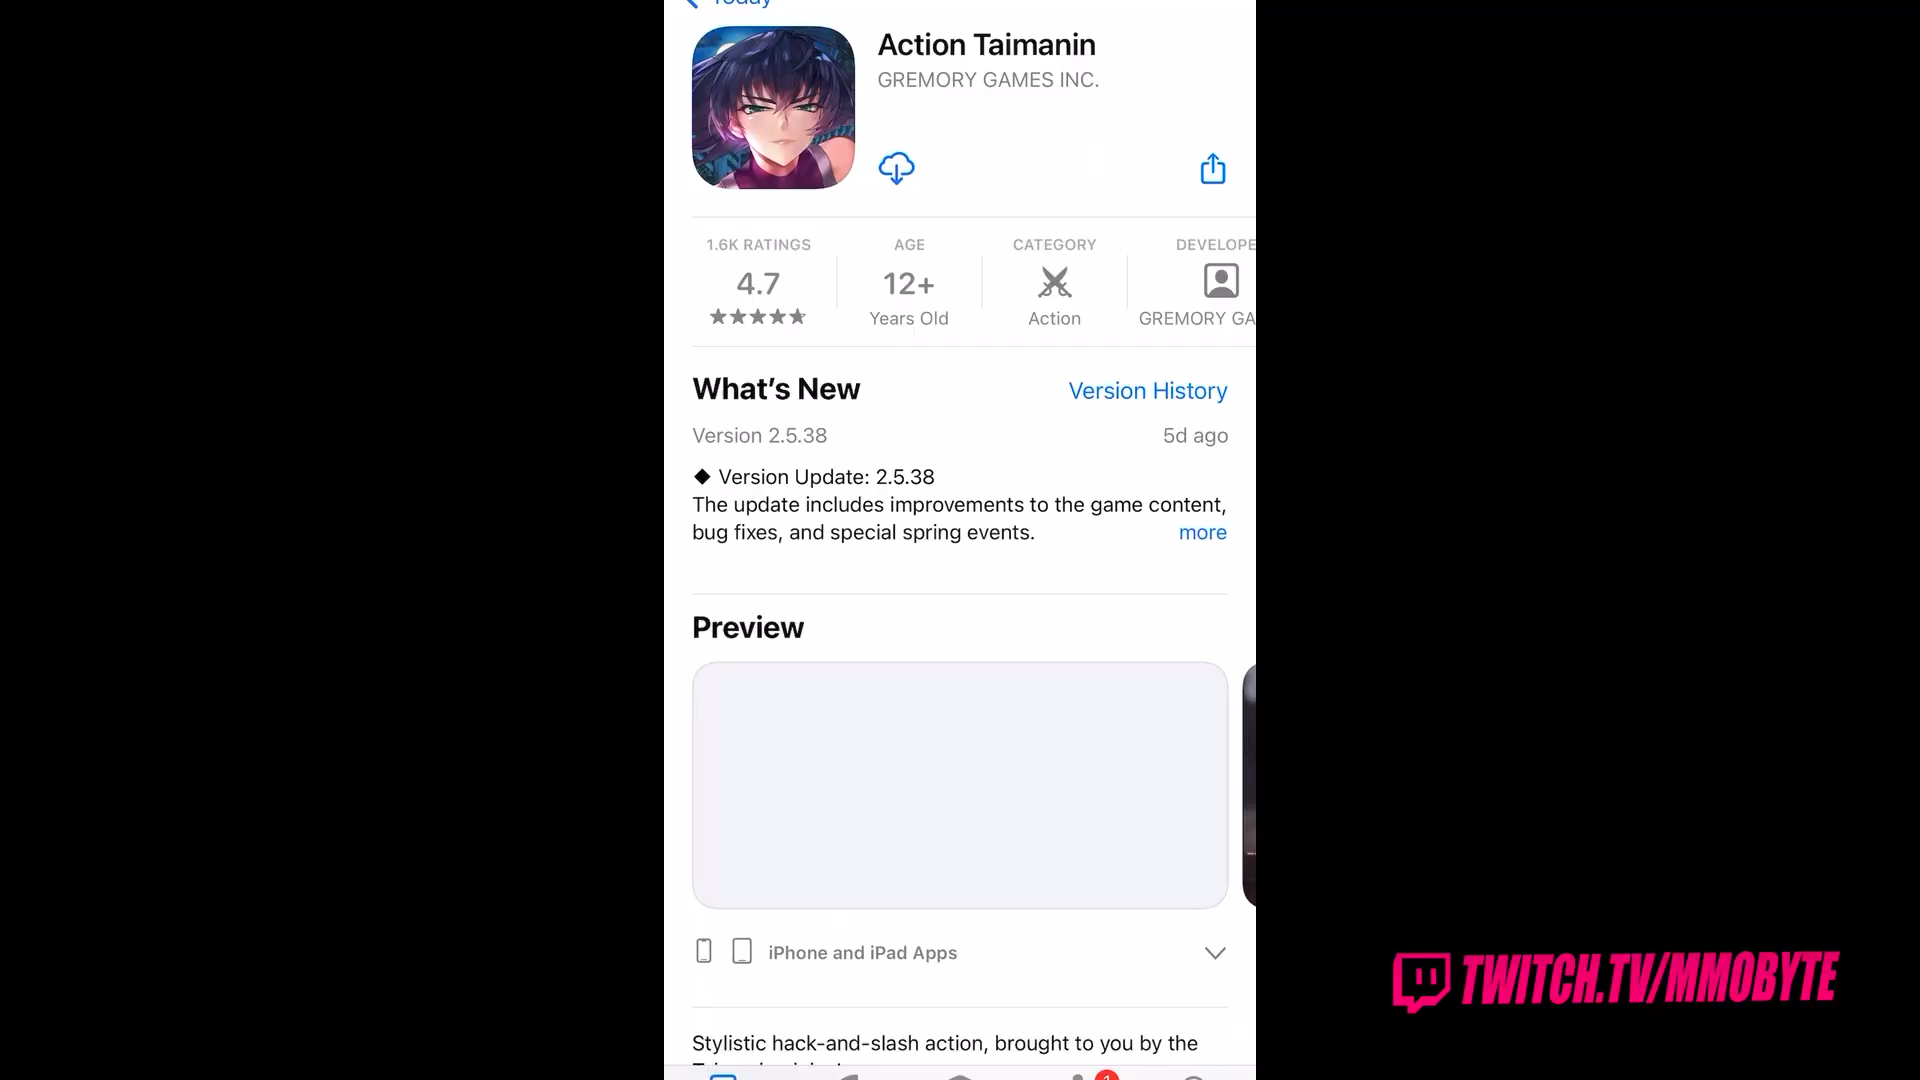 Today
Action Taimanin
GREMORY GAMES INC.
1.6K RATINGS
4.7
AGE
12+
Years Old
CATEGORY
Action
DEVELOPE
GREMORY GA
What's New
Version History
Version 2.5.38
5d ago
◆ Version Update: 2.5.38
The update includes improvements to the game content,
bug fixes, and special spring events.
more
Preview
iPhone and iPad Apps
TWITCH.TV/MMOBYTE
Stylistic hack-and-slash action, brought to you by the
1